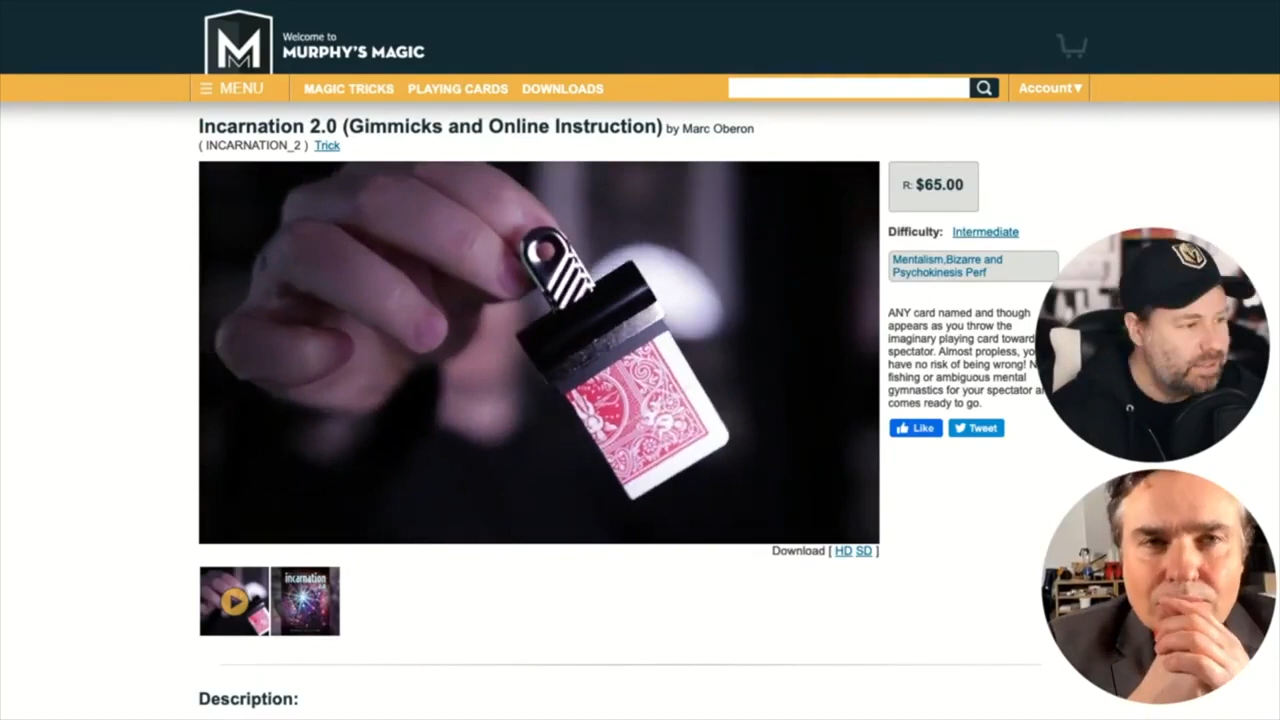 Welcome to
MURPHY'S MAGIC
M
☰ MENU
MAGIC TRICKS
PLAYING CARDS
DOWNLOADS
Account▾
Incarnation 2.0 (Gimmicks and Online Instruction) by Marc Oberon
( INCARNATION_2 ) Trick
R: $65.00
Difficulty: Intermediate
Mentalism,Bizarre and
Psychokinesis Perf
ANY card named and though
appears as you throw the
imaginary playing card toward
spectator. Almost propless, yo
have no risk of being wrong! N
fishing or ambiguous mental
gymnastics for your spectator a
comes ready to go.
Like
Tweet
Download [ HD SD ]
incarnation
2.0
Description: